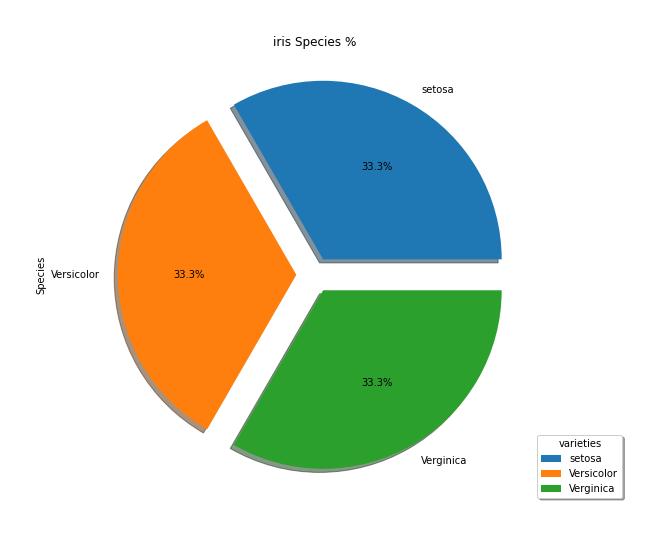 iris Species %
setosa
33.3%
Species
Versicolor
33.3%
33.3%
Verginica
varieties
setosa
Versicolor
Verginica